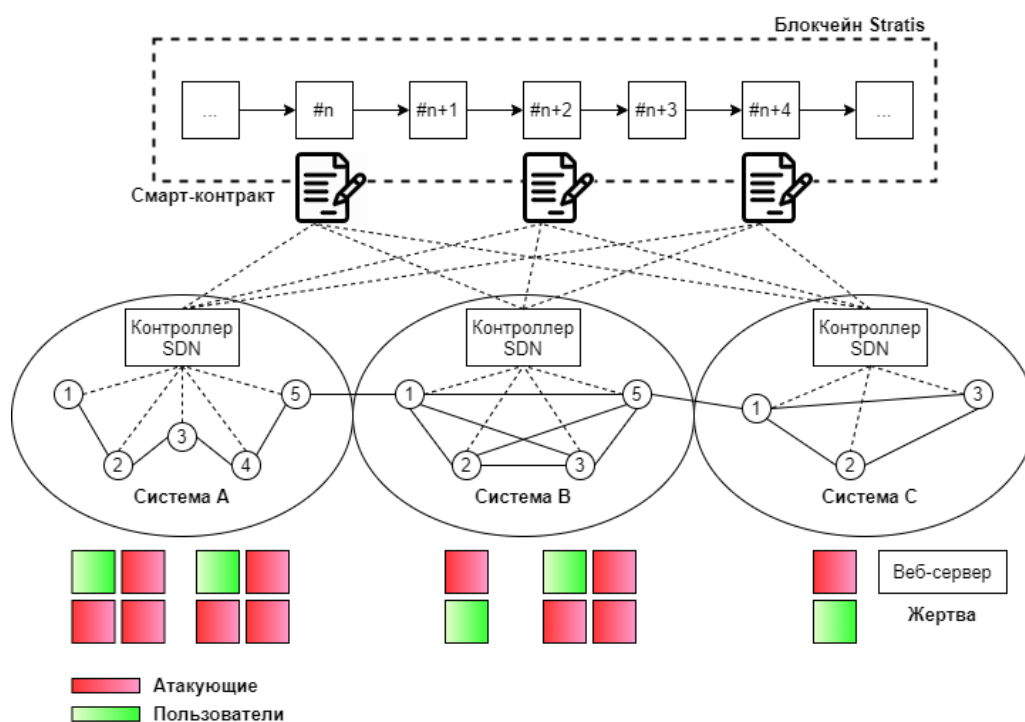 Блокчейн Stratis
...
#n
#n+1
#n+2
#n+3
#n+4
...
Смарт-контракт
Контроллер
SDN
1
2
3
4
5
Система A
Контроллер
SDN
1
2
3
5
Система B
Контроллер
SDN
1
2
3
Система C
Веб-сервер
Жертва
Атакующие
Пользователи